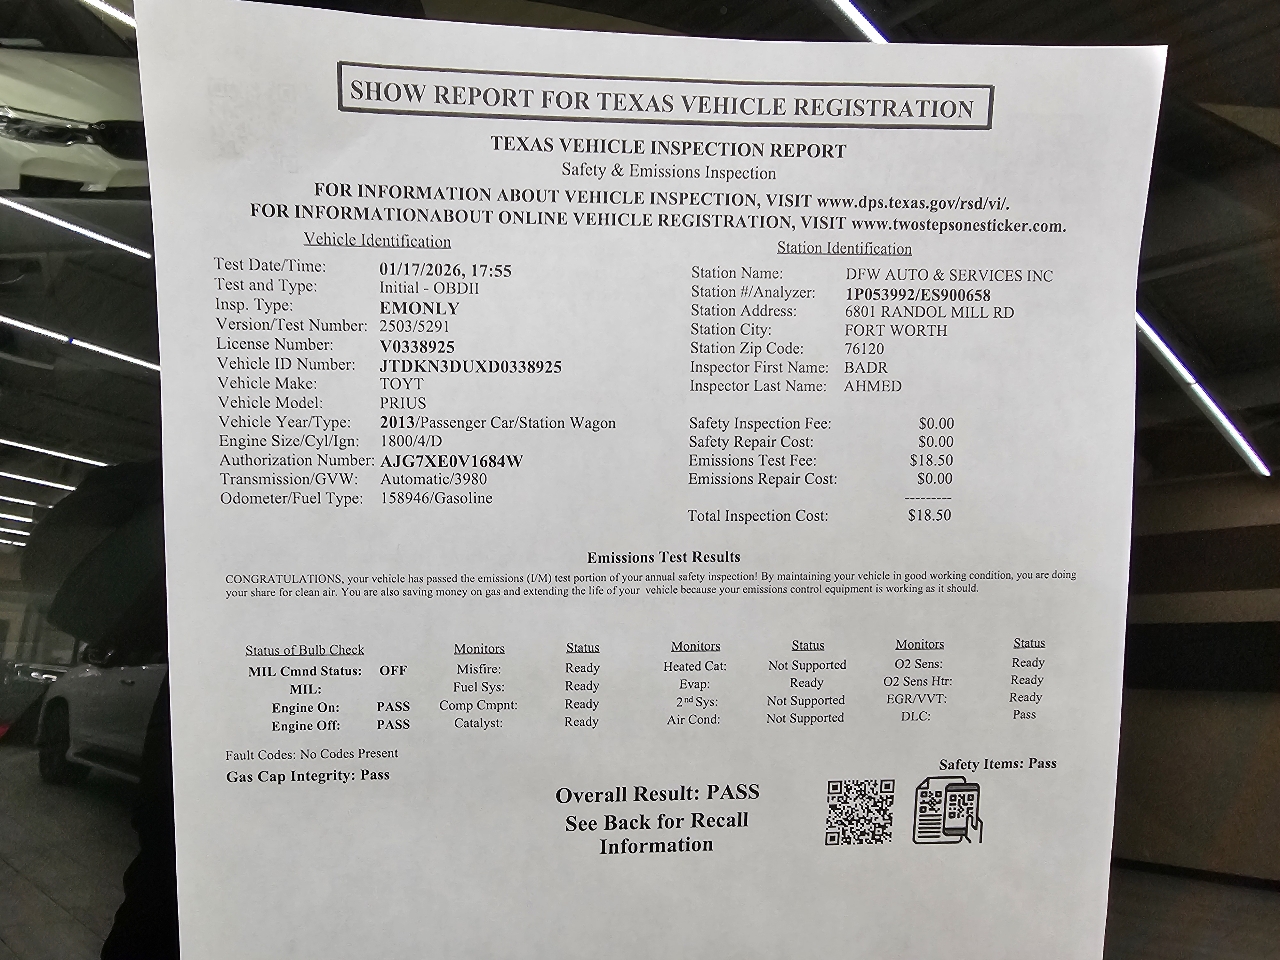 SHOW REPORT FOR TEXAS VEHICLE REGISTRATION
TEXAS VEHICLE INSPECTION REPORT
Safety & Emissions Inspection
FOR INFORMATION ABOUT VEHICLE INSPECTION, VISIT www.dps.texas.gov/rsd/vi/.
FOR INFORMATIONABOUT ONLINE VEHICLE REGISTRATION, VISIT www.twostepsonesticker.com.
Vehicle Identification
Test Date/Time: 01/17/2026, 17:55
Test and Type: Initial - OBDII
Insp. Type: EMONLY
Version/Test Number: 2503/5291
License Number: V0338925
Vehicle ID Number: JTDKN3DUXD0338925
Vehicle Make: TOYT
Vehicle Model: PRIUS
Vehicle Year/Type: 2013/Passenger Car/Station Wagon
Engine Size/Cyl/Ign: 1800/4/D
Authorization Number: AJG7XE0V1684W
Transmission/GVW: Automatic/3980
Odometer/Fuel Type: 158946/Gasoline
Station Identification
Station Name: DFW AUTO & SERVICES INC
Station #/Analyzer: 1P053992/ES900658
Station Address: 6801 RANDOL MILL RD
Station City: FORT WORTH
Station Zip Code: 76120
Inspector First Name: BADR
Inspector Last Name: AHMED
Safety Inspection Fee: $0.00
Safety Repair Cost: $0.00
Emissions Test Fee: $18.50
Emissions Repair Cost: $0.00
---------
Total Inspection Cost: $18.50
Emissions Test Results
CONGRATULATIONS, your vehicle has passed the emissions (I/M) test portion of your annual safety inspection! By maintaining your vehicle in good working condition, you are doing
your share for clean air. You are also saving money on gas and extending the life of your vehicle because your emissions control equipment is working as it should.
Status of Bulb Check Monitors Status Monitors Status Monitors Status
MIL Cmnd Status: OFF Misfire: Ready Heated Cat: Not Supported O2 Sens: Ready
MIL: Fuel Sys: Ready Evap: Ready O2 Sens Htr: Ready
Engine On: PASS Comp Cmpnt: Ready 2nd Sys: Not Supported EGR/VVT: Ready
Engine Off: PASS Catalyst: Ready Air Cond: Not Supported DLC: Pass
Fault Codes: No Codes Present
Gas Cap Integrity: Pass
Safety Items: Pass
Overall Result: PASS
See Back for Recall
Information